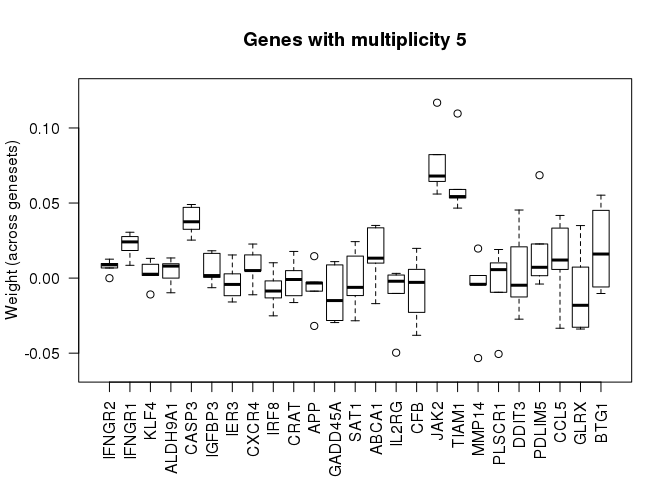 Genes with multiplicity 5
Weight (across genesets)
0.10
0.05
0.00
-0.05
IFNGR2
IFNGR1
KLF4
ALDH9A1
CASP3
IGFBP3
IER3
CXCR4
IRF8
CRAT
APP
GADD45A
SAT1
ABCA1
IL2RG
CFB
JAK2
TIAM1
MMP14
PLSCR1
DDIT3
PDLIM5
CCL5
GLRX
BTG1